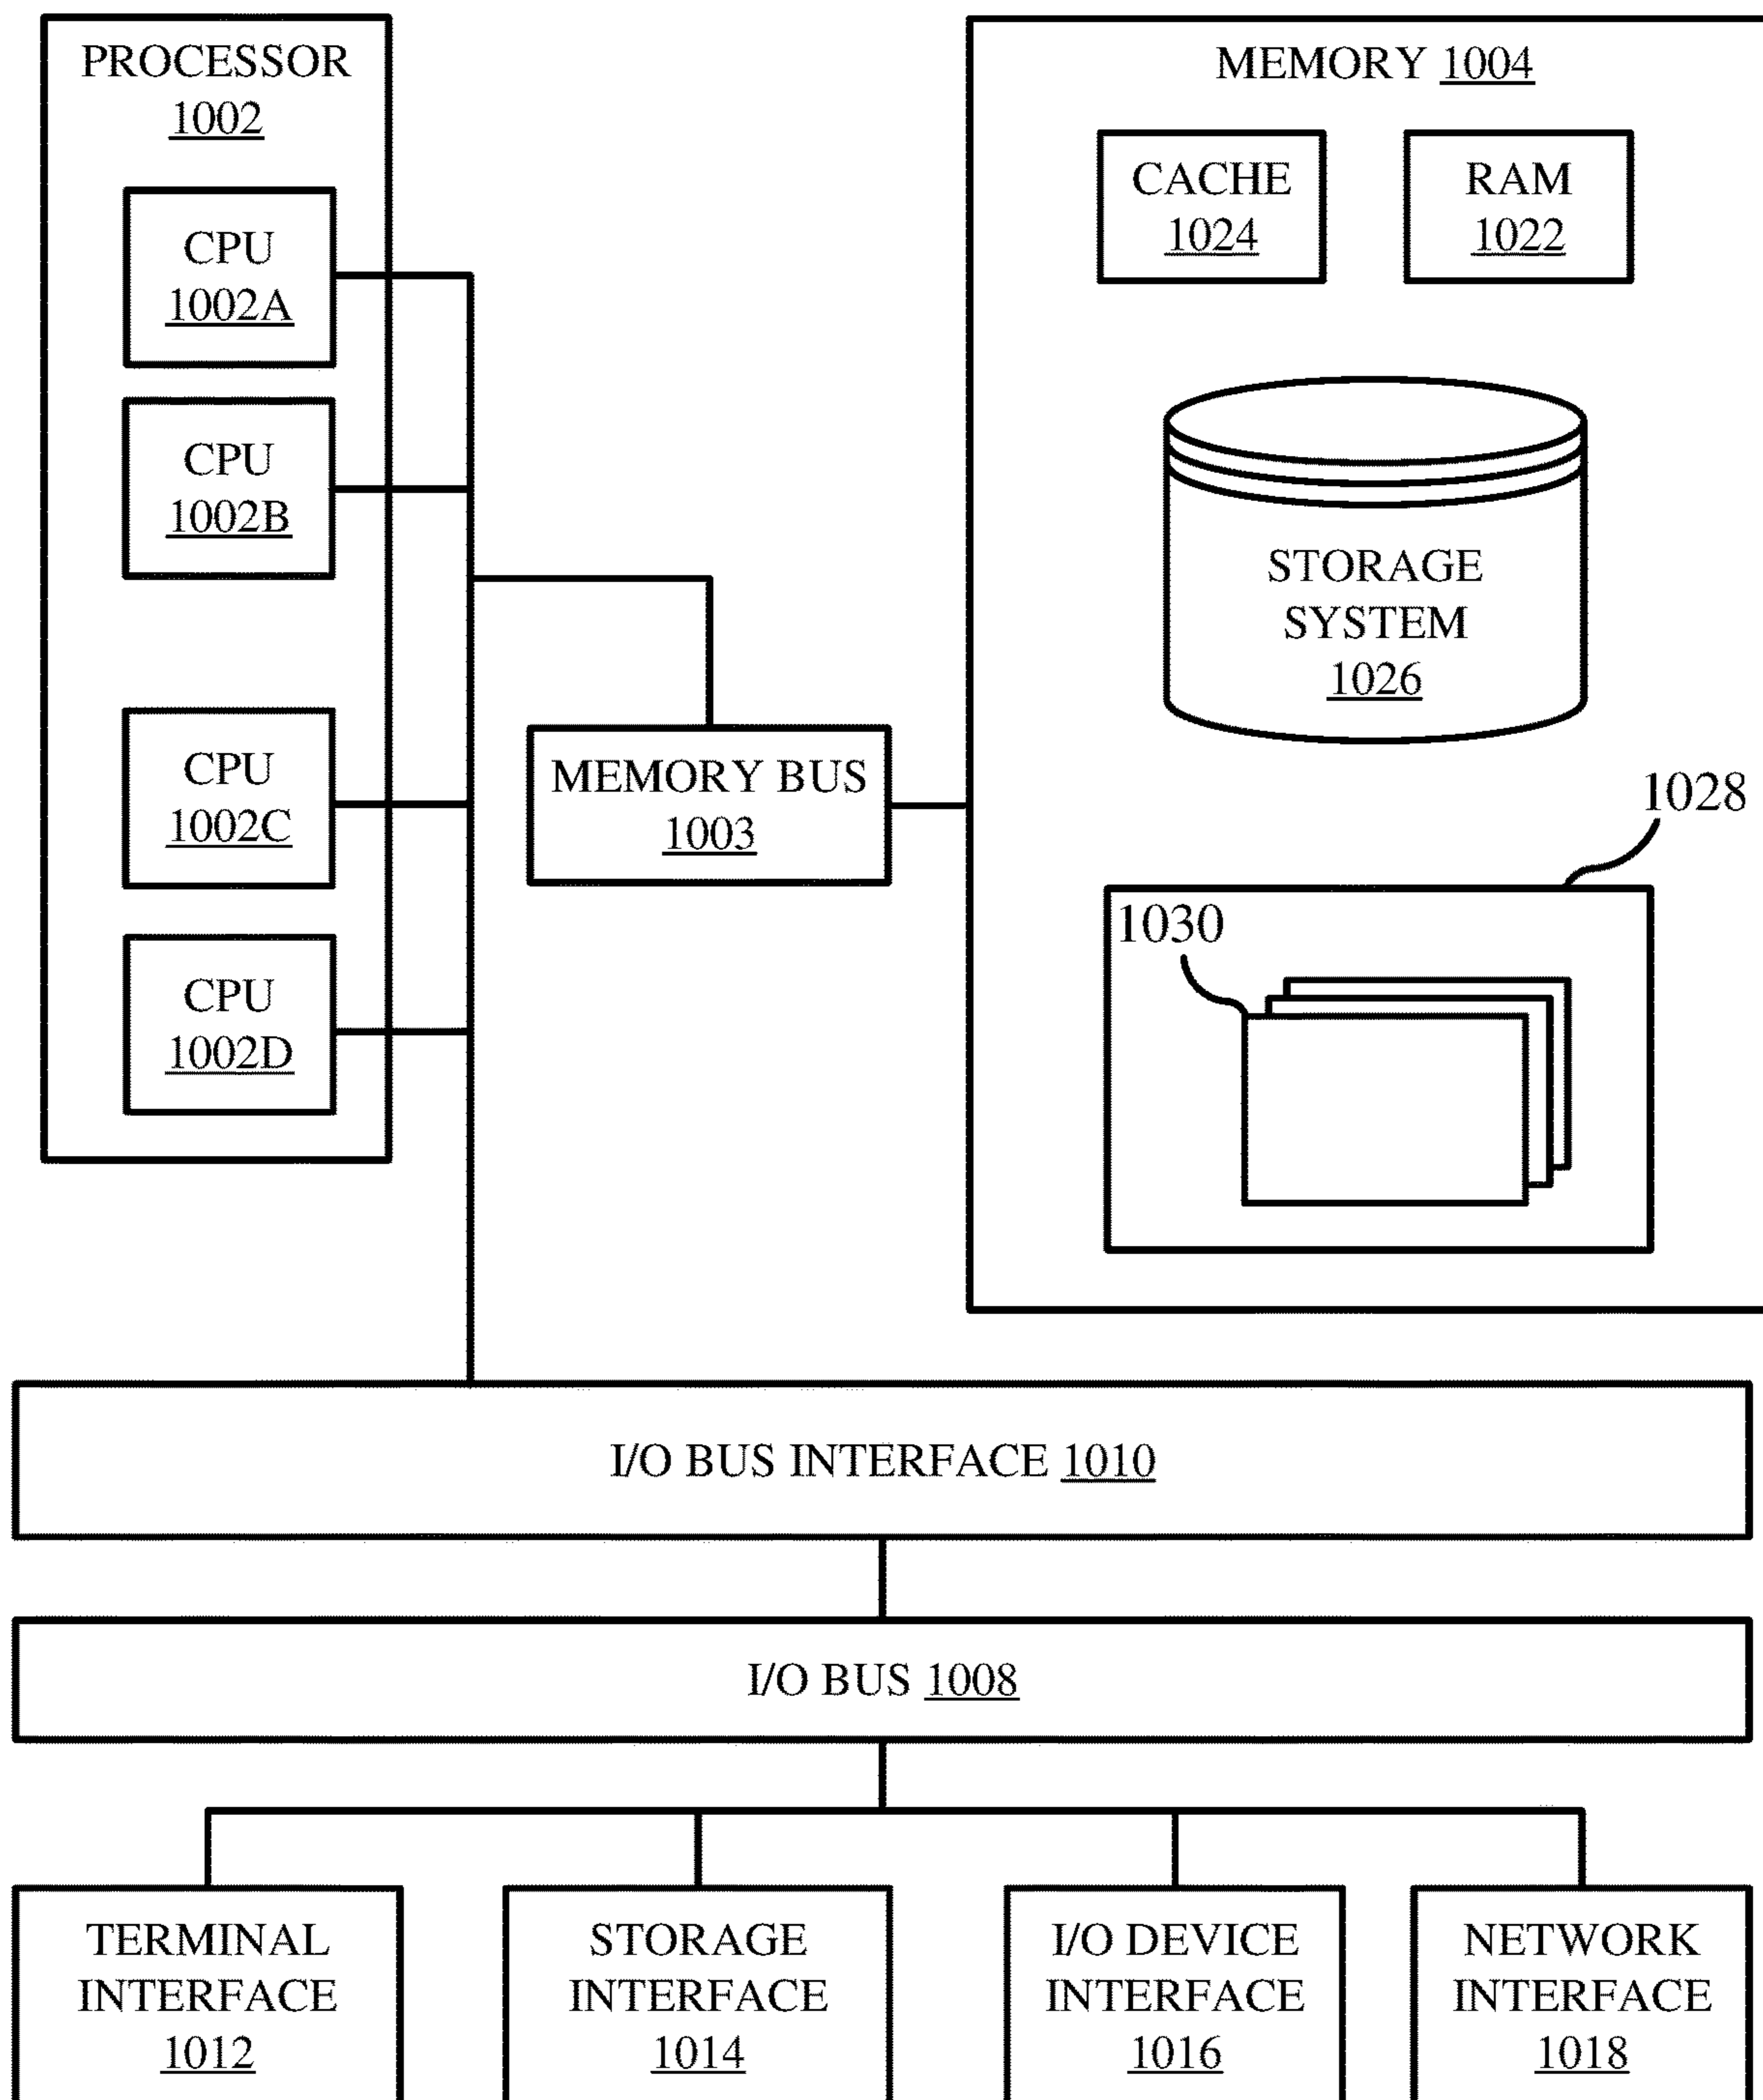 PROCESSOR
1002
CPU
1002A
CPU
1002B
CPU
1002C
CPU
1002D
MEMORY BUS
1003
MEMORY 1004
CACHE
1024
RAM
1022
STORAGE
SYSTEM
1026
1028
1030
I/O BUS INTERFACE 1010
I/O BUS 1008
TERMINAL
INTERFACE
1012
STORAGE
INTERFACE
1014
I/O DEVICE
INTERFACE
1016
NETWORK
INTERFACE
1018